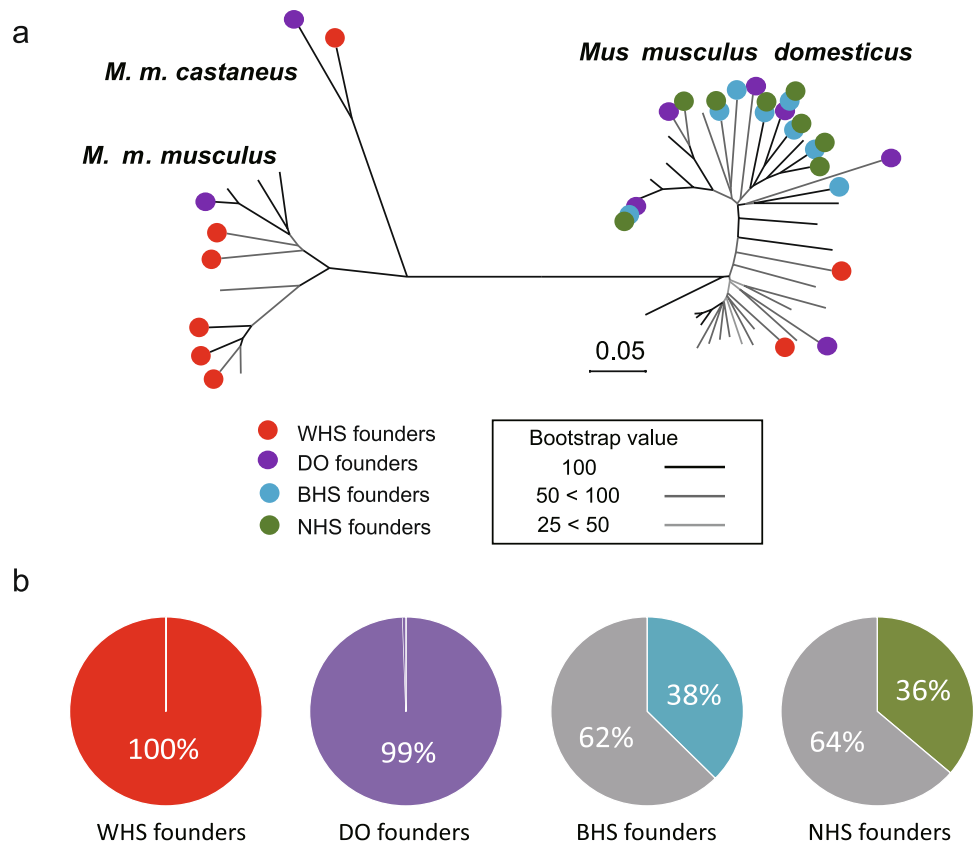 a
Mus musculus domesticus
M. m. castaneus
M. m. musculus
0.05
WHS founders
DO founders
BHS founders
NHS founders
Bootstrap value
100
50 < 100
25 < 50
b
100%
99%
38%
62%
36%
64%
WHS founders
DO founders
BHS founders
NHS founders